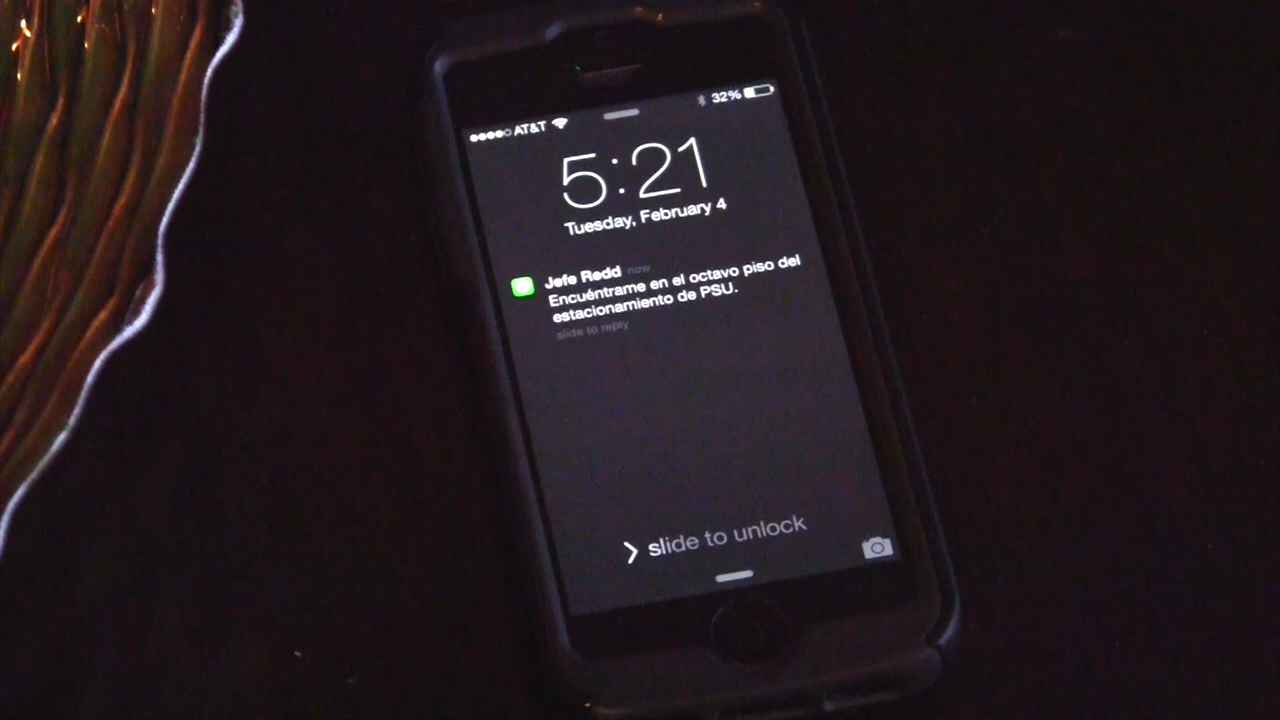 AT&T 32%
5:21
Tuesday, February 4
Jefe Redd now
Encuéntrame en el octavo piso del
estacionamiento de PSU.
slide to reply
slide to unlock